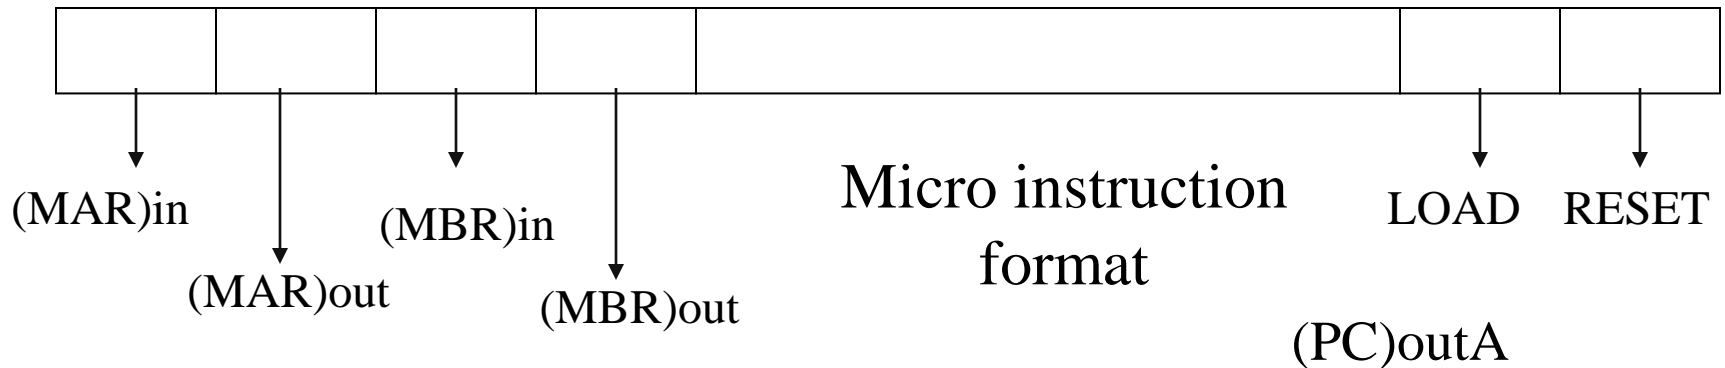 (MAR)in
(MAR)out
(MBR)in
(MBR)out
Micro instruction
format
LOAD
RESET
(PC)outA